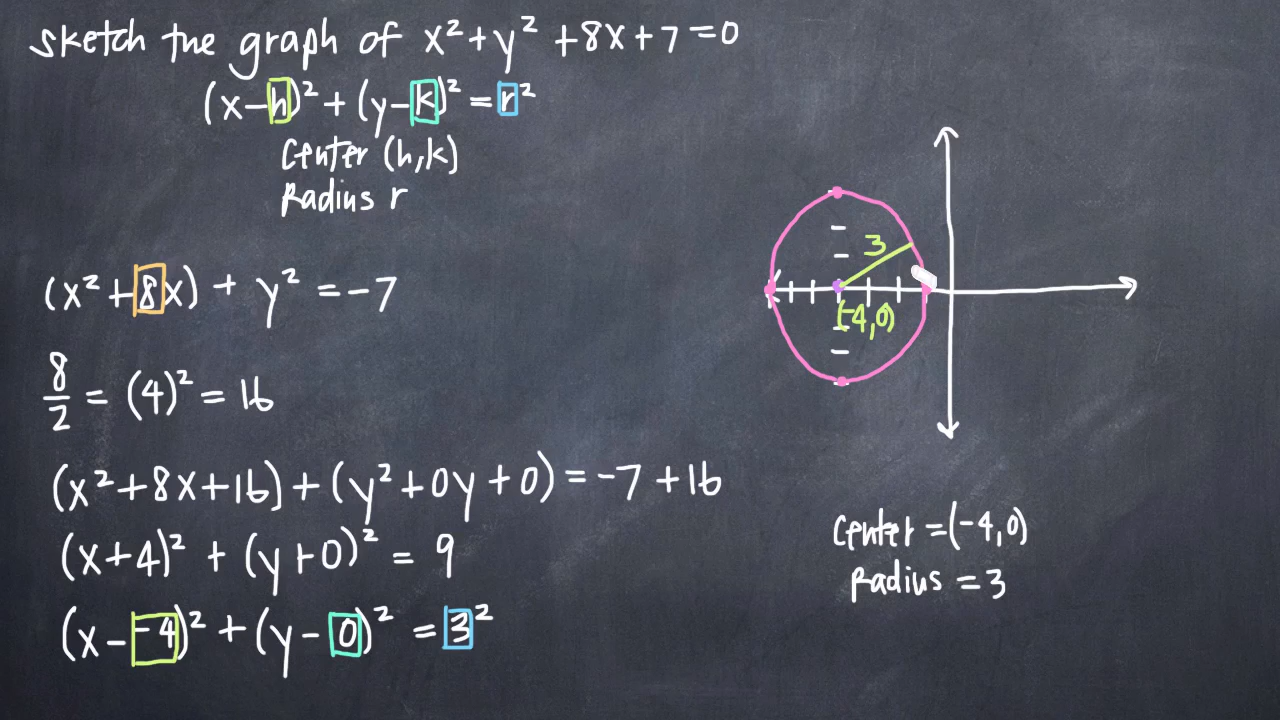 sketch the graph of x² + y² + 8x + 7 = 0
(x - h)² + (y - k)² = r²
Center (h, k)
Radius r
(x² + 8x) + y² = -7
8/2 = (4)² = 16
(x² + 8x + 16) + (y² + 0y + 0) = -7 + 16
(x + 4)² + (y + 0)² = 9
(x - -4)² + (y - 0)² = 3²
3
(-4, 0)
Center = (-4, 0)
Radius = 3